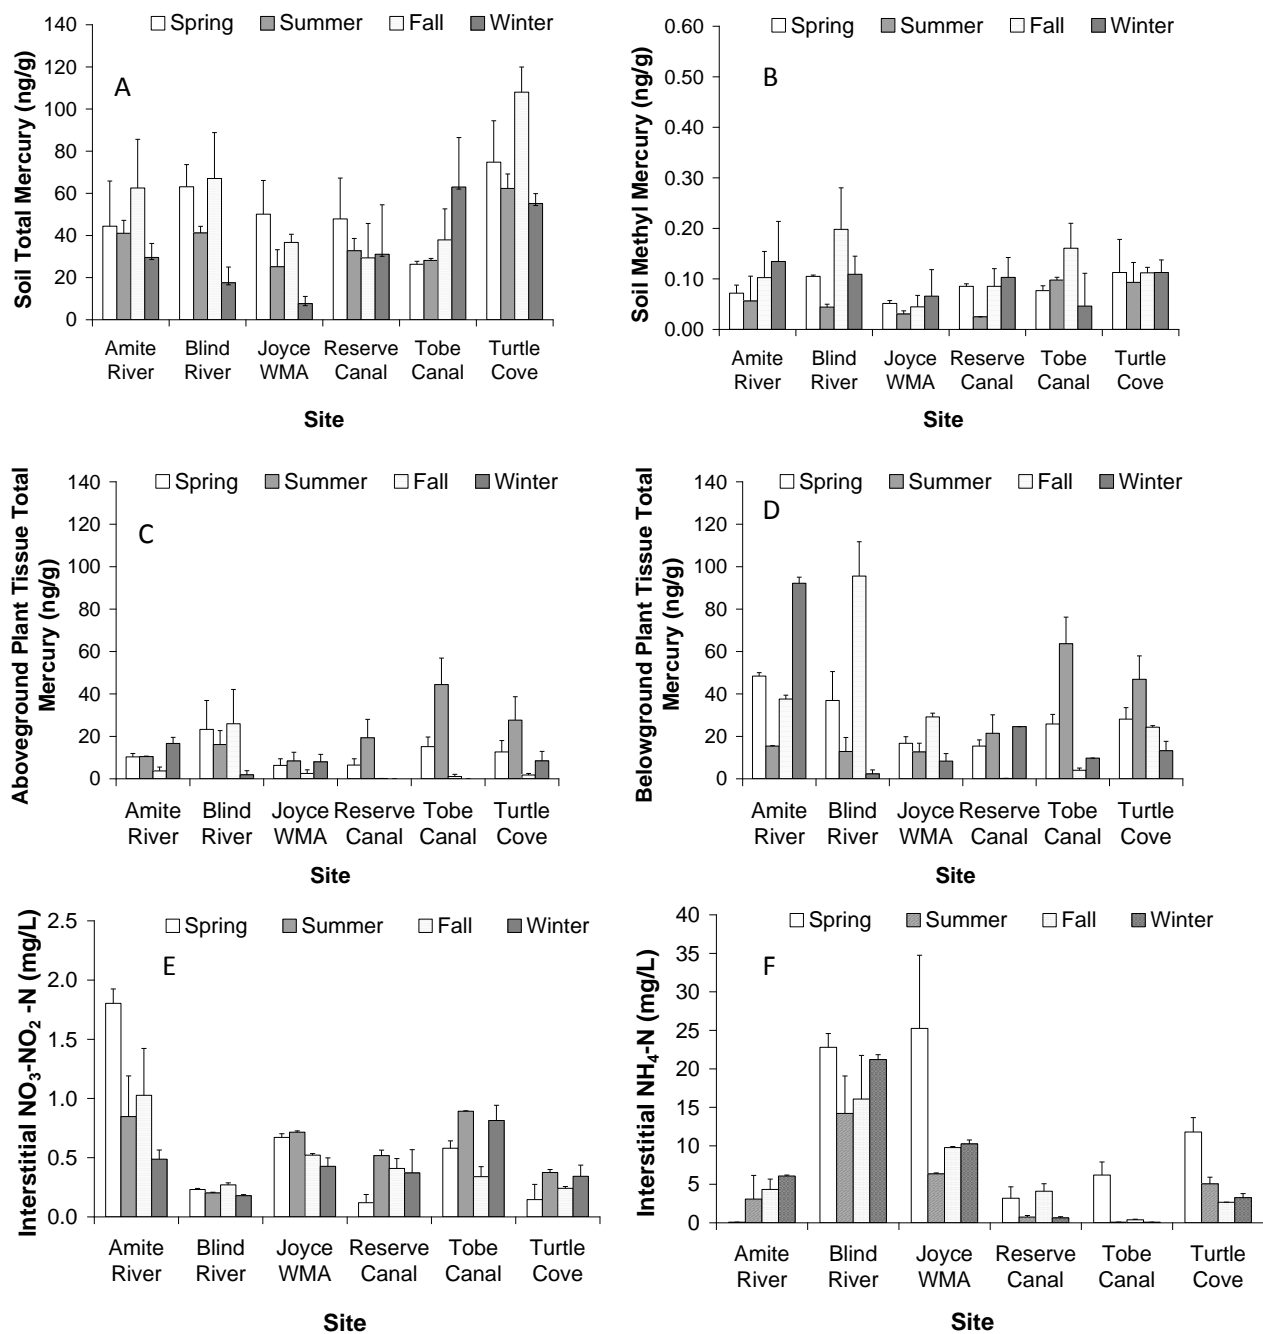 Spring Summer Fall Winter
A
Soil Total Mercury (ng/g)
140
120
100
80
60
40
20
0
Amite River
Blind River
Joyce WMA
Reserve Canal
Tobe Canal
Turtle Cove
Site
Spring Summer Fall Winter
B
Soil Methyl Mercury (ng/g)
0.60
0.50
0.40
0.30
0.20
0.10
0.00
Amite River
Blind River
Joyce WMA
Reserve Canal
Tobe Canal
Turtle Cove
Site
Spring Summer Fall Winter
C
Aboveground Plant Tissue Total
Mercury (ng/g)
140
120
100
80
60
40
20
0
Amite River
Blind River
Joyce WMA
Reserve Canal
Tobe Canal
Turtle Cove
Site
Spring Summer Fall Winter
D
Belowground Plant Tissue Total
Mercury (ng/g)
140
120
100
80
60
40
20
0
Amite River
Blind River
Joyce WMA
Reserve Canal
Tobe Canal
Turtle Cove
Site
Spring Summer Fall Winter
E
Interstitial NO₃-NO₂ -N (mg/L)
2.5
2.0
1.5
1.0
0.5
0.0
Amite River
Blind River
Joyce WMA
Reserve Canal
Tobe Canal
Turtle Cove
Site
Spring Summer Fall Winter
F
Interstitial NH₄-N (mg/L)
40
35
30
25
20
15
10
5
0
Amite River
Blind River
Joyce WMA
Reserve Canal
Tobe Canal
Turtle Cove
Site